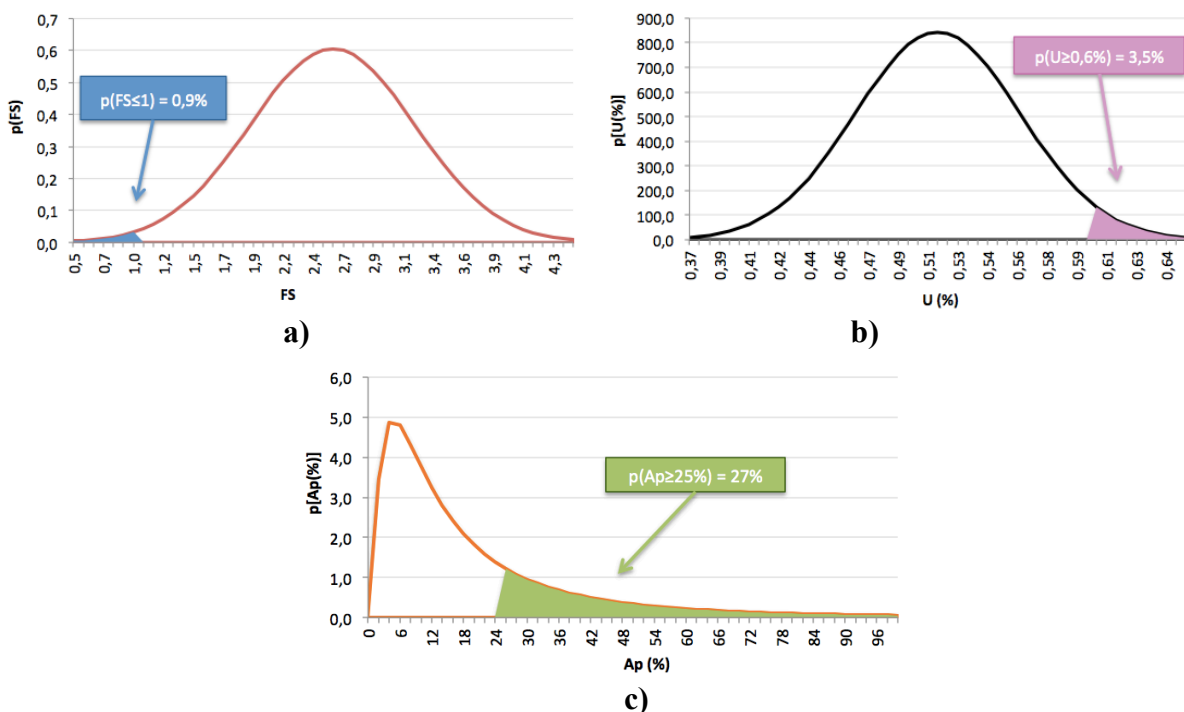 0,7
0,6
0,5
0,4
0,3
0,2
0,1
0,0
p(FS)
p(FS≤1) = 0,9%
0,5 0,7 1,0 1,2 1,5 1,7 1,9 2,2 2,4 2,7 2,9 3,1 3,4 3,6 3,9 4,1 4,3
FS
a)
900,0
800,0
700,0
600,0
500,0
400,0
300,0
200,0
100,0
0,0
p[U(%)]
p(U≥0,6%) = 3,5%
0,37 0,39 0,41 0,42 0,44 0,46 0,47 0,49 0,51 0,53 0,54 0,56 0,58 0,59 0,61 0,63 0,64
U (%)
b)
6,0
5,0
4,0
3,0
2,0
1,0
0,0
p[Ap(%)]
p(Ap≥25%) = 27%
0 6 12 18 24 30 36 42 48 54 60 66 72 78 84 90 96
Ap (%)
c)